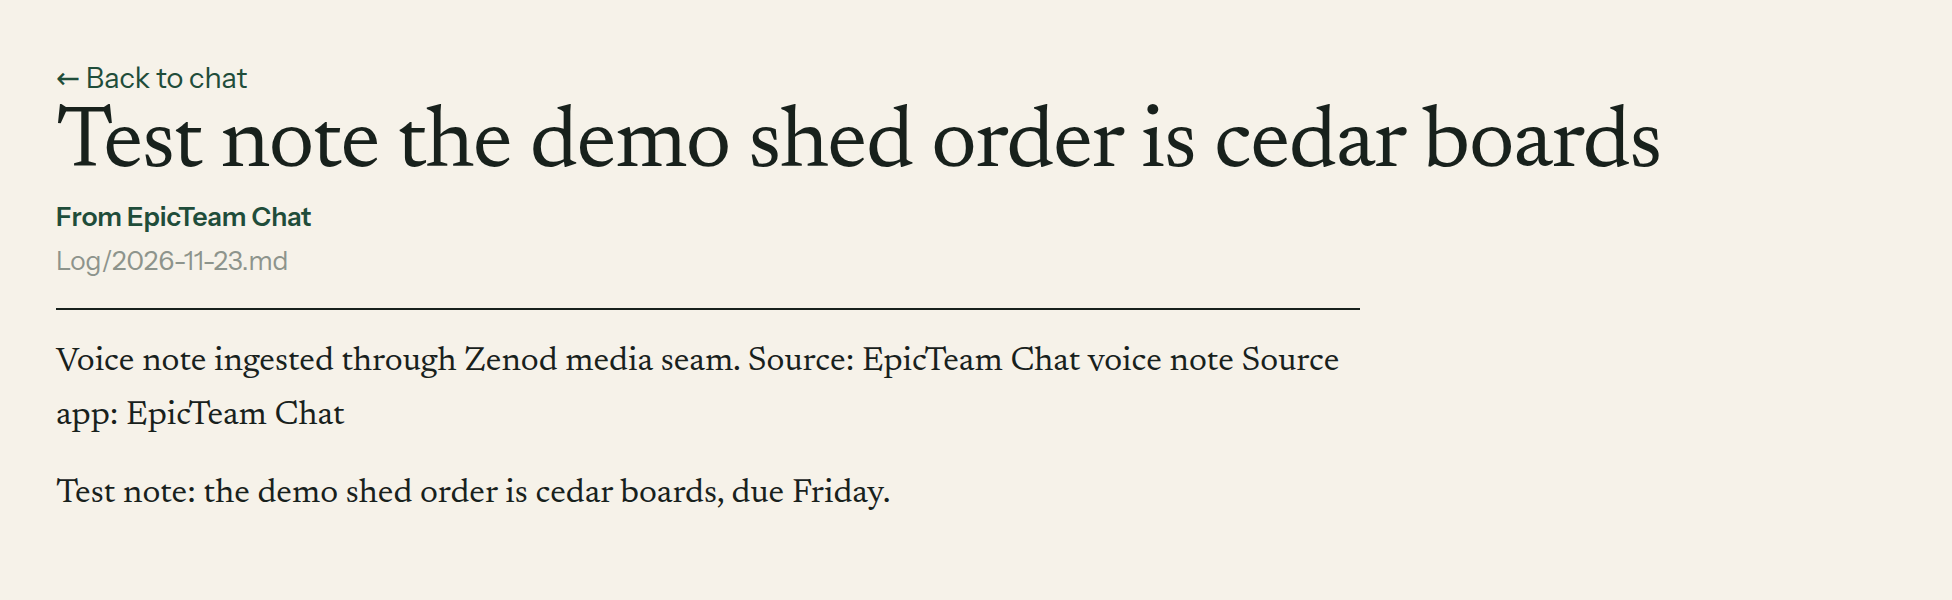 ← Back to chat
Test note the demo shed order is cedar boards
From EpicTeam Chat
Log/2026-11-23.md
Voice note ingested through Zenod media seam. Source: EpicTeam Chat voice note Source
app: EpicTeam Chat
Test note: the demo shed order is cedar boards, due Friday.